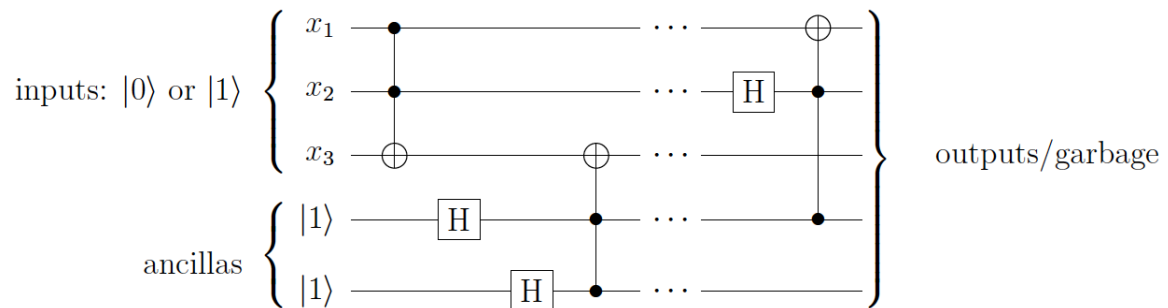 x₁ ···
inputs: |0⟩ or |1⟩ x₂ ··· H
x₃ ··· outputs/garbage
|1⟩ H ···
ancillas
|1⟩ H ···